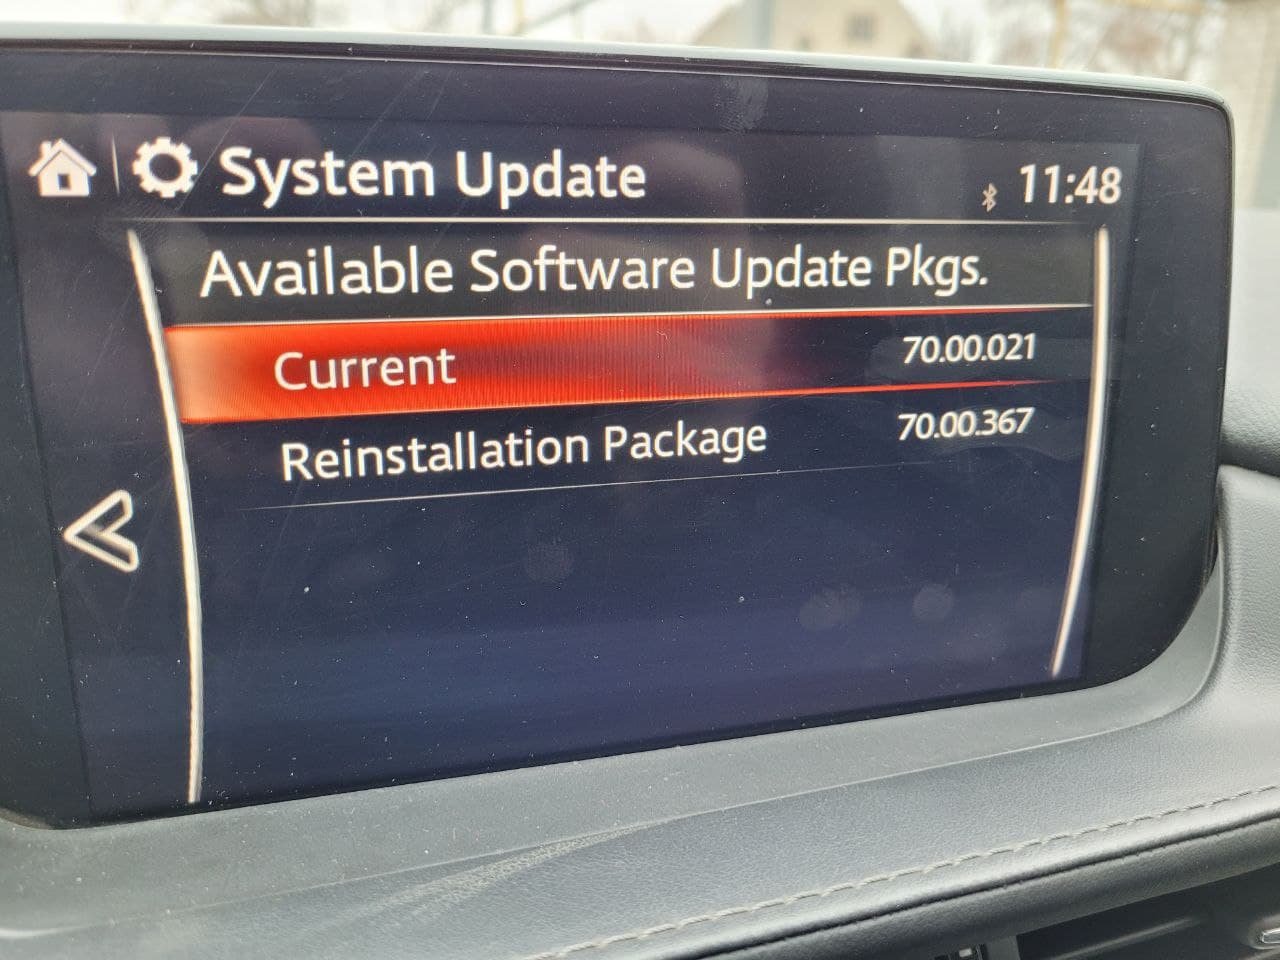 System Update
11:48
Available Software Update Pkgs.
Current 70.00.021
Reinstallation Package 70.00.367